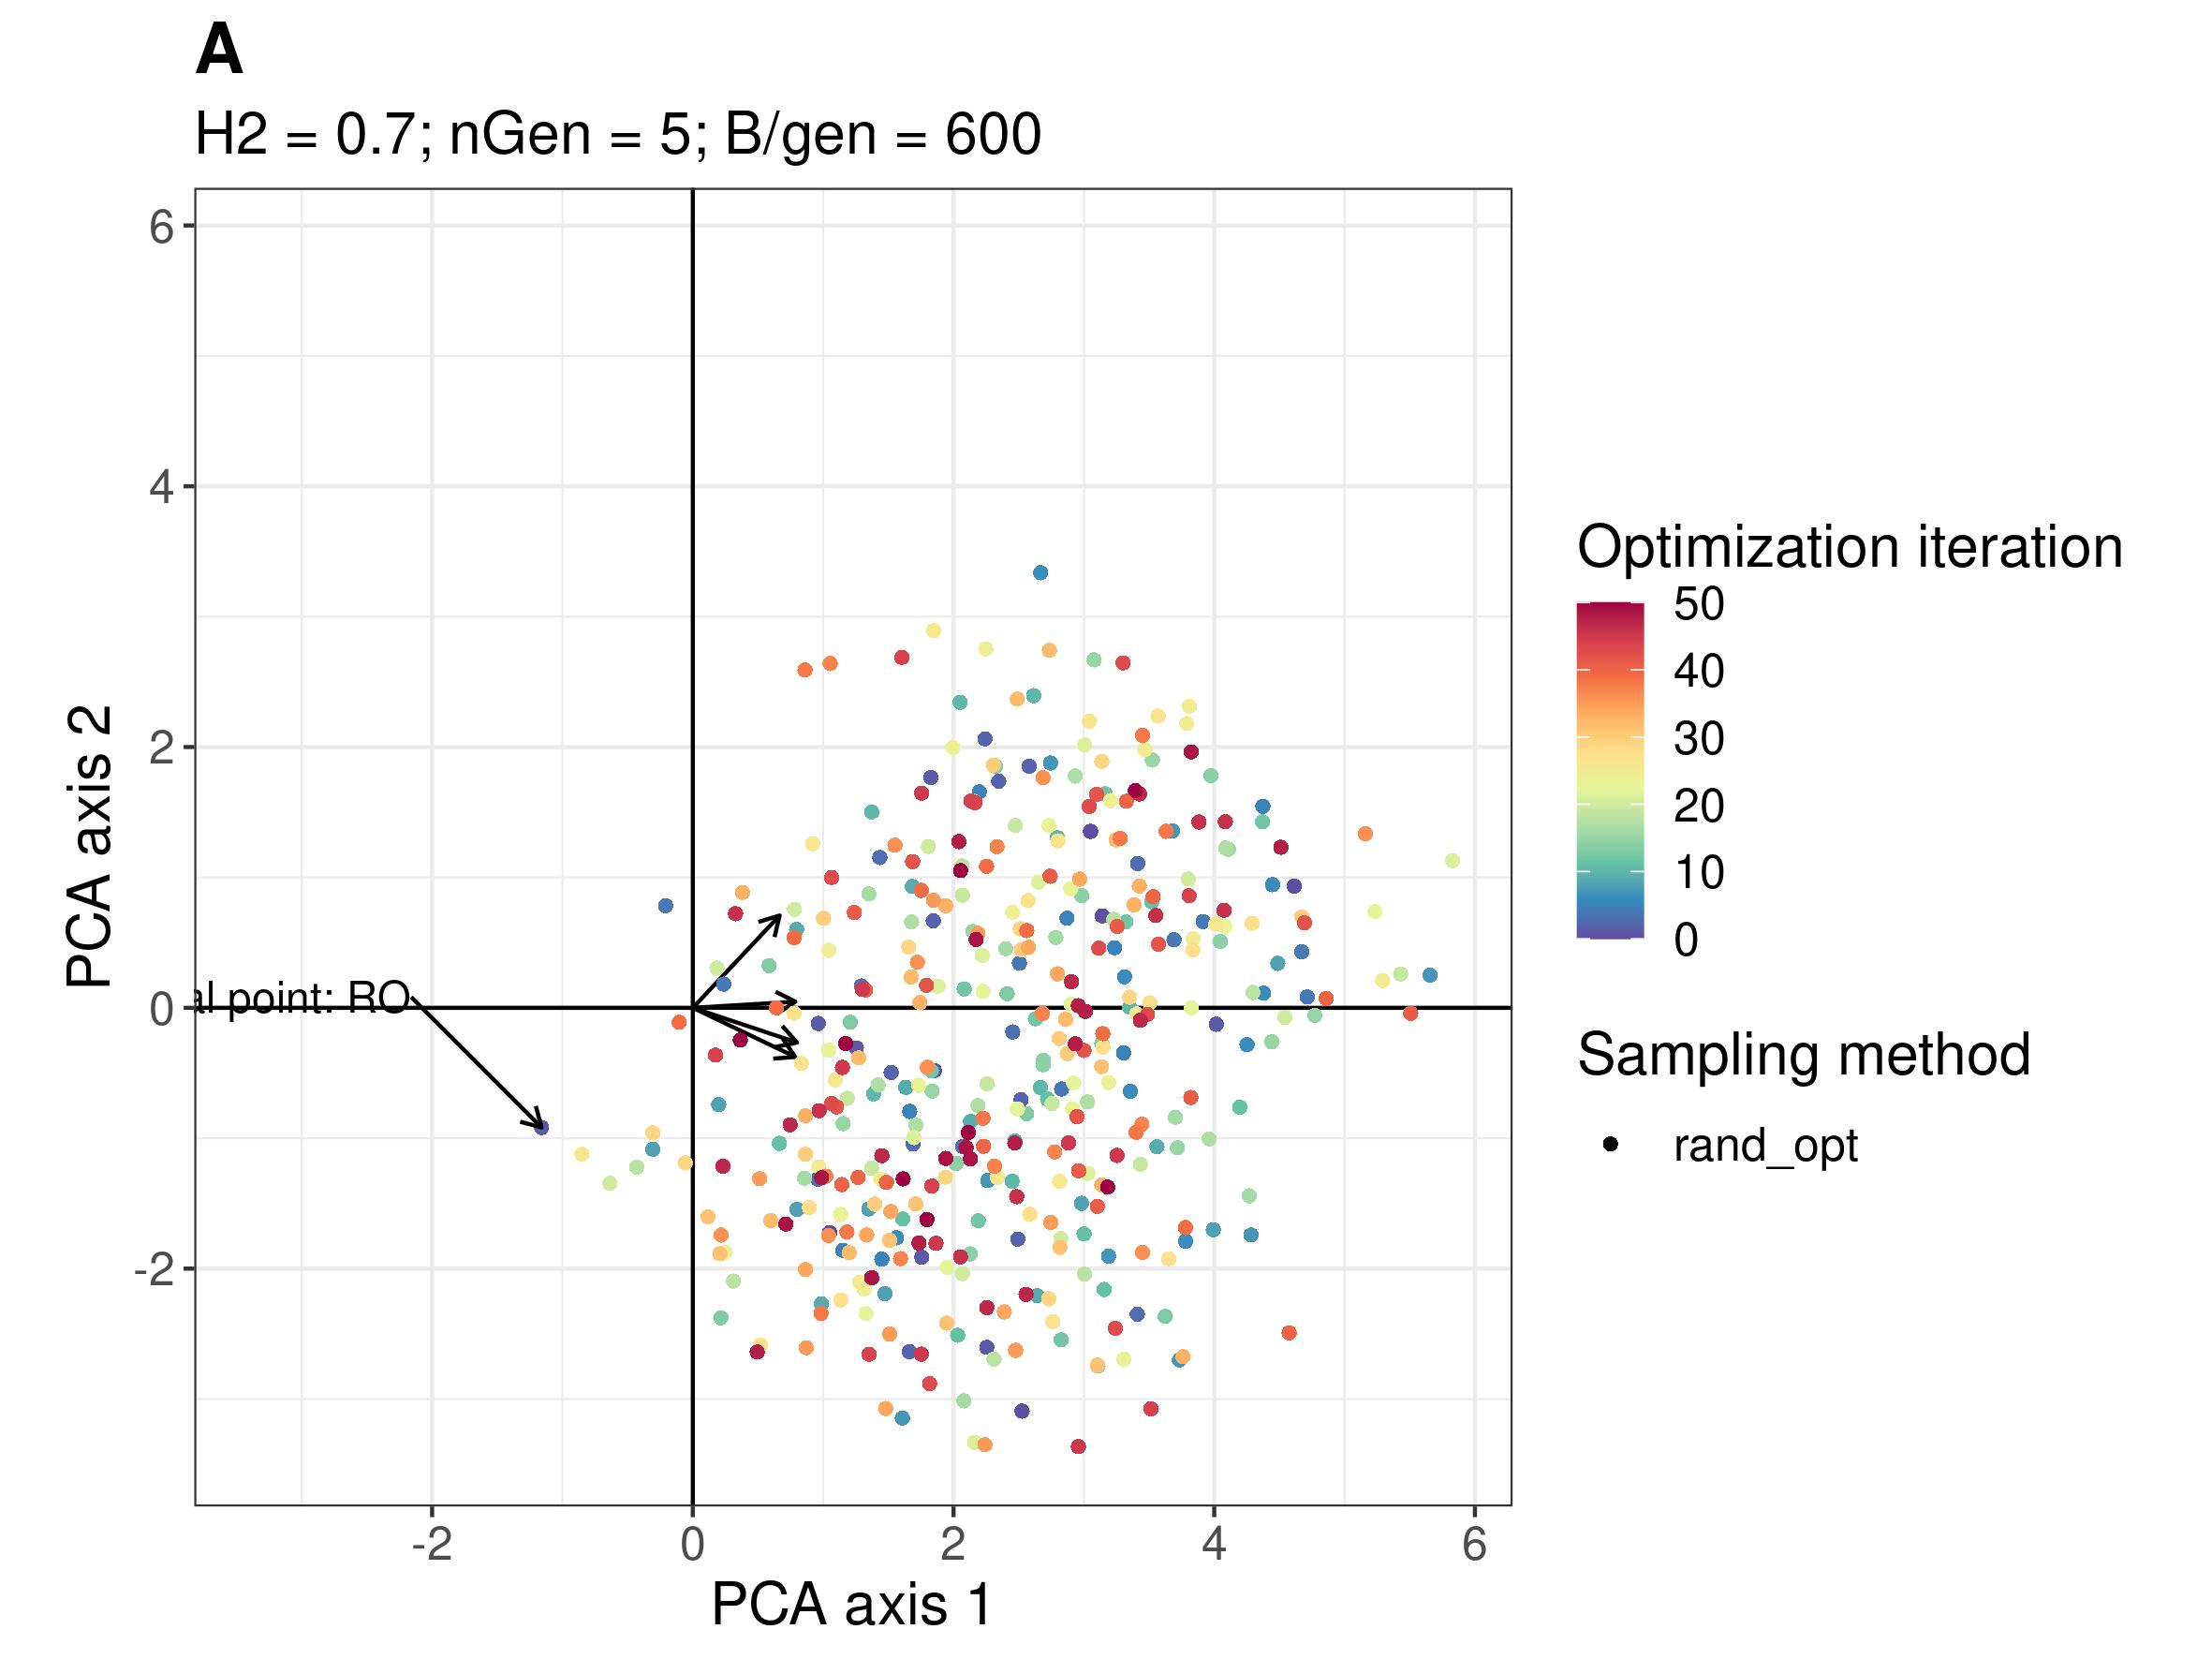 A
H2 = 0.7; nGen = 5; B/gen = 600
PCA axis 2
6
4
2
0
-2
al point: RO
-2
0
2
4
6
PCA axis 1
Optimization iteration
50
40
30
20
10
0
Sampling method
rand_opt